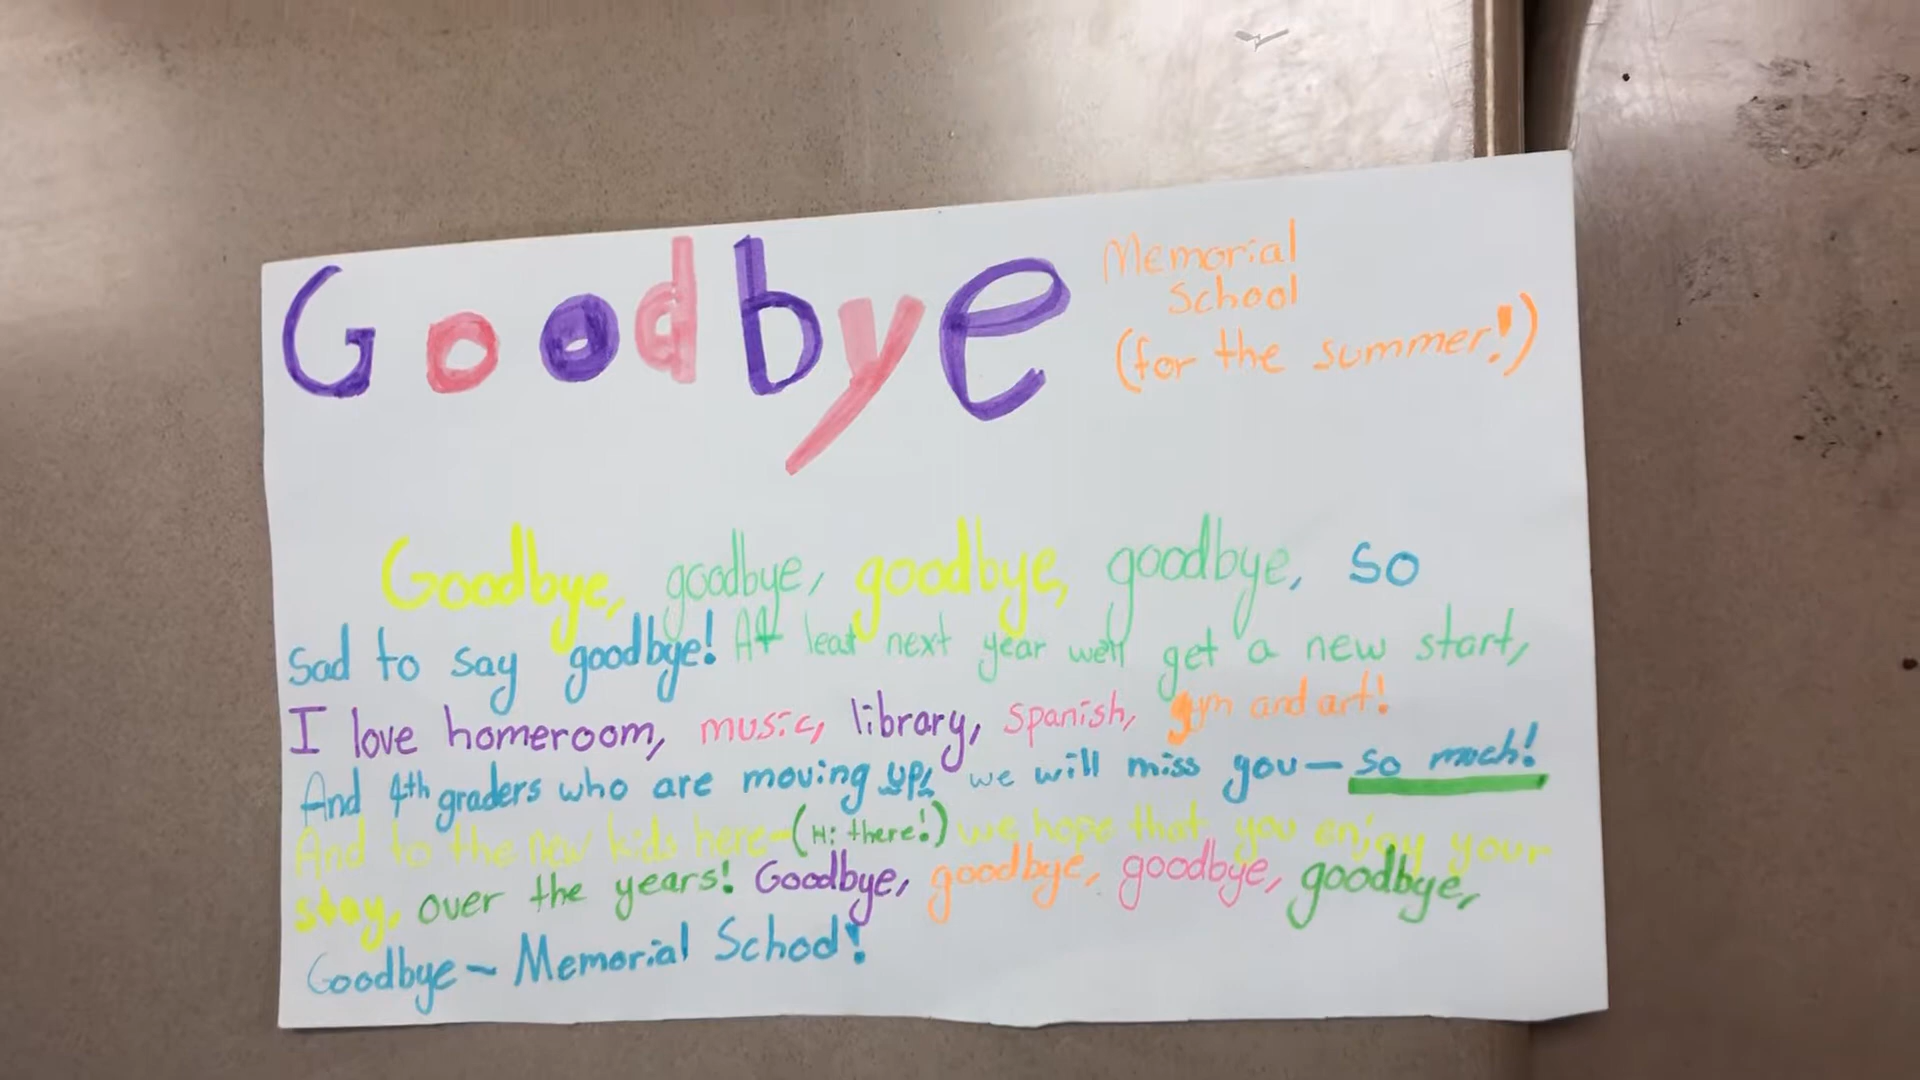 Goodbye
Memorial
School
(for the summer!)
Goodbye, goodbye, goodbye, goodbye, so
sad to say goodbye! At least next year we'll get a new start,
I love homeroom, music, library, spanish, gym and art!
And 4th graders who are moving up, we will miss you—so much!
And to the new kids here-(Hi there!) we hope that you enjoy your
stay, over the years! Goodbye, goodbye, goodbye, goodbye,
Goodbye~ Memorial School!